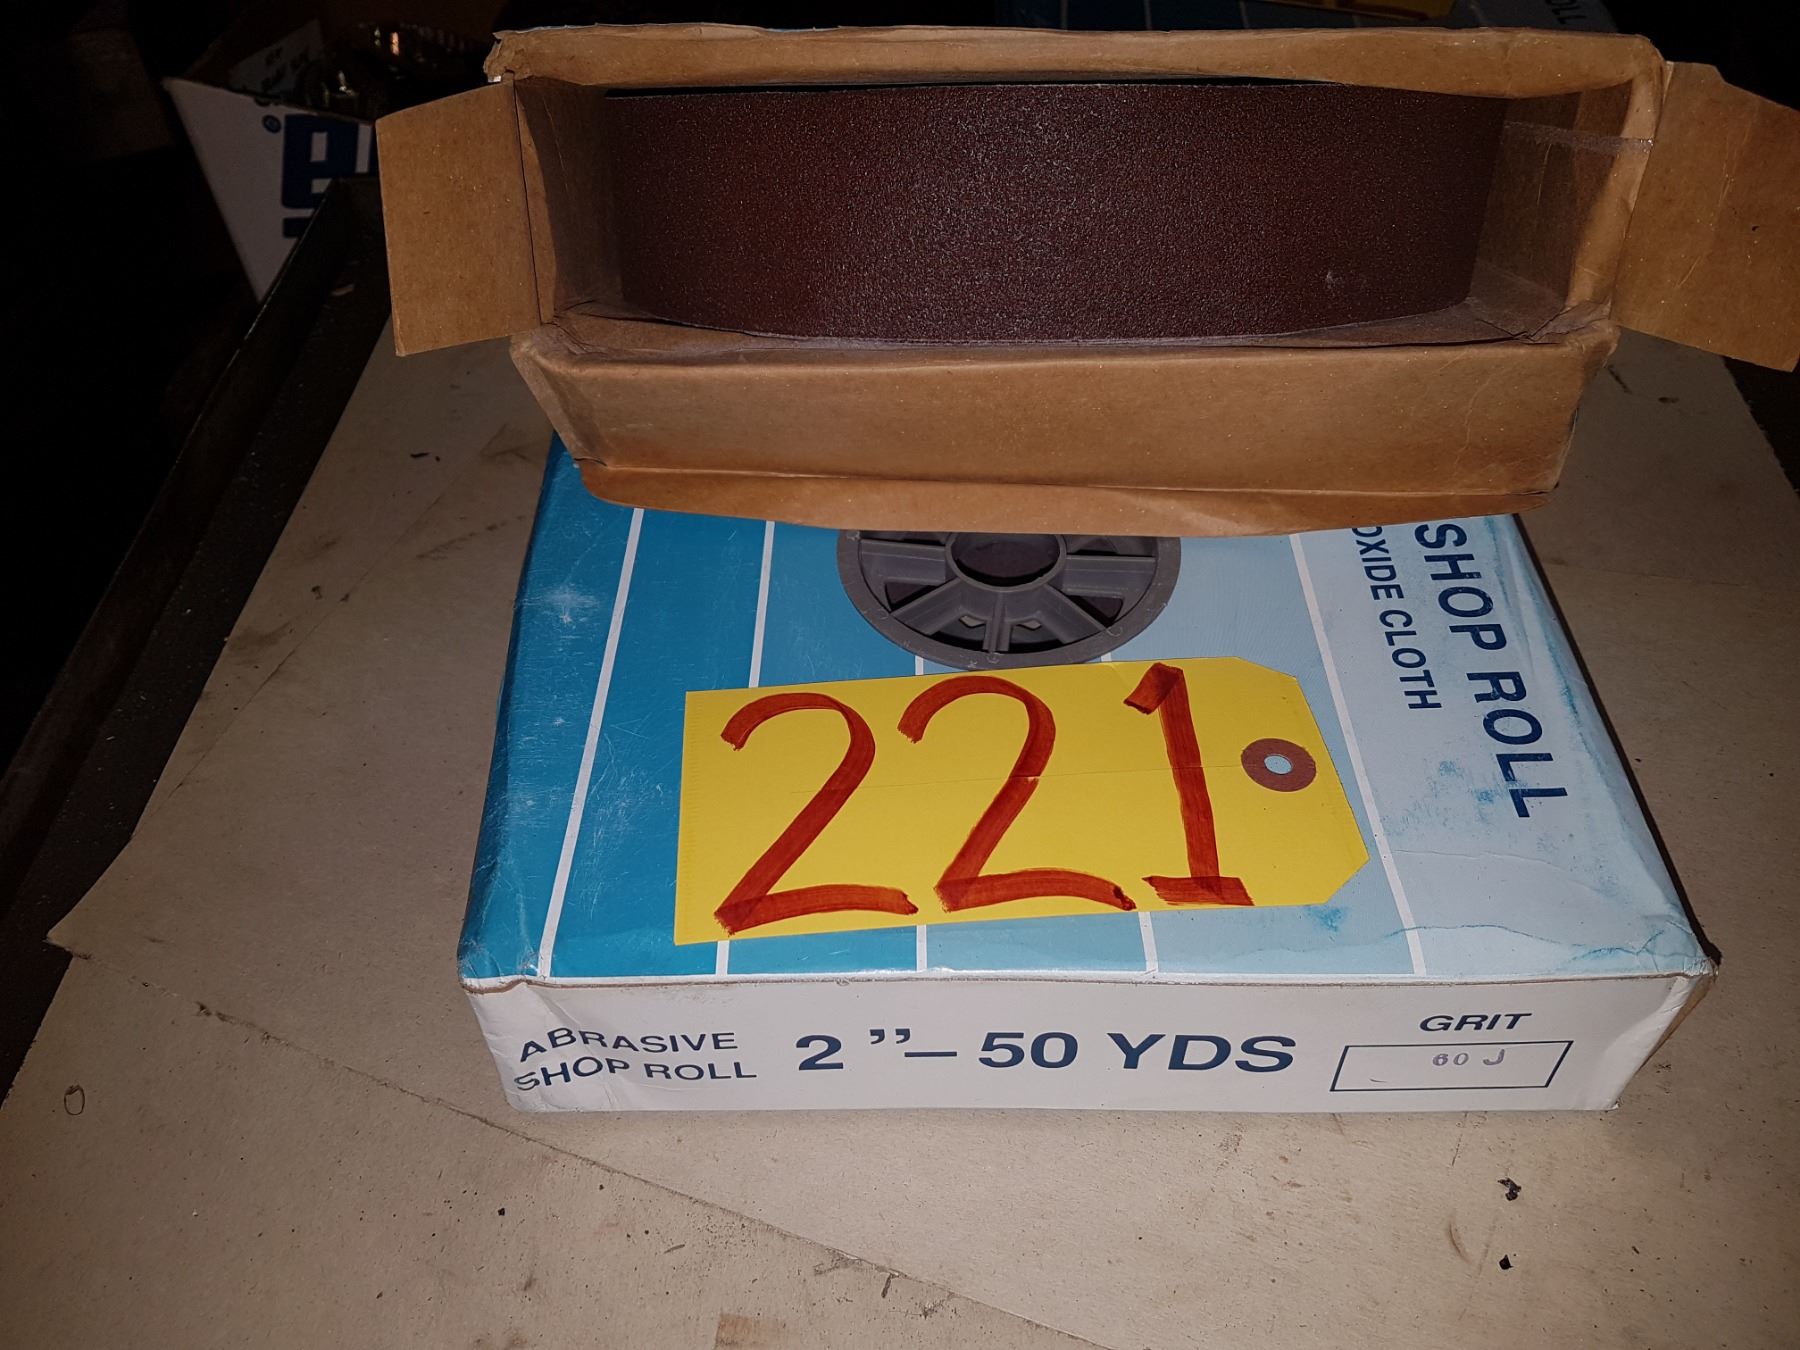 SHOP ROLL
OXIDE CLOTH
221
ABRASIVE
SHOP ROLL
2"– 50 YDS
GRIT
60 J